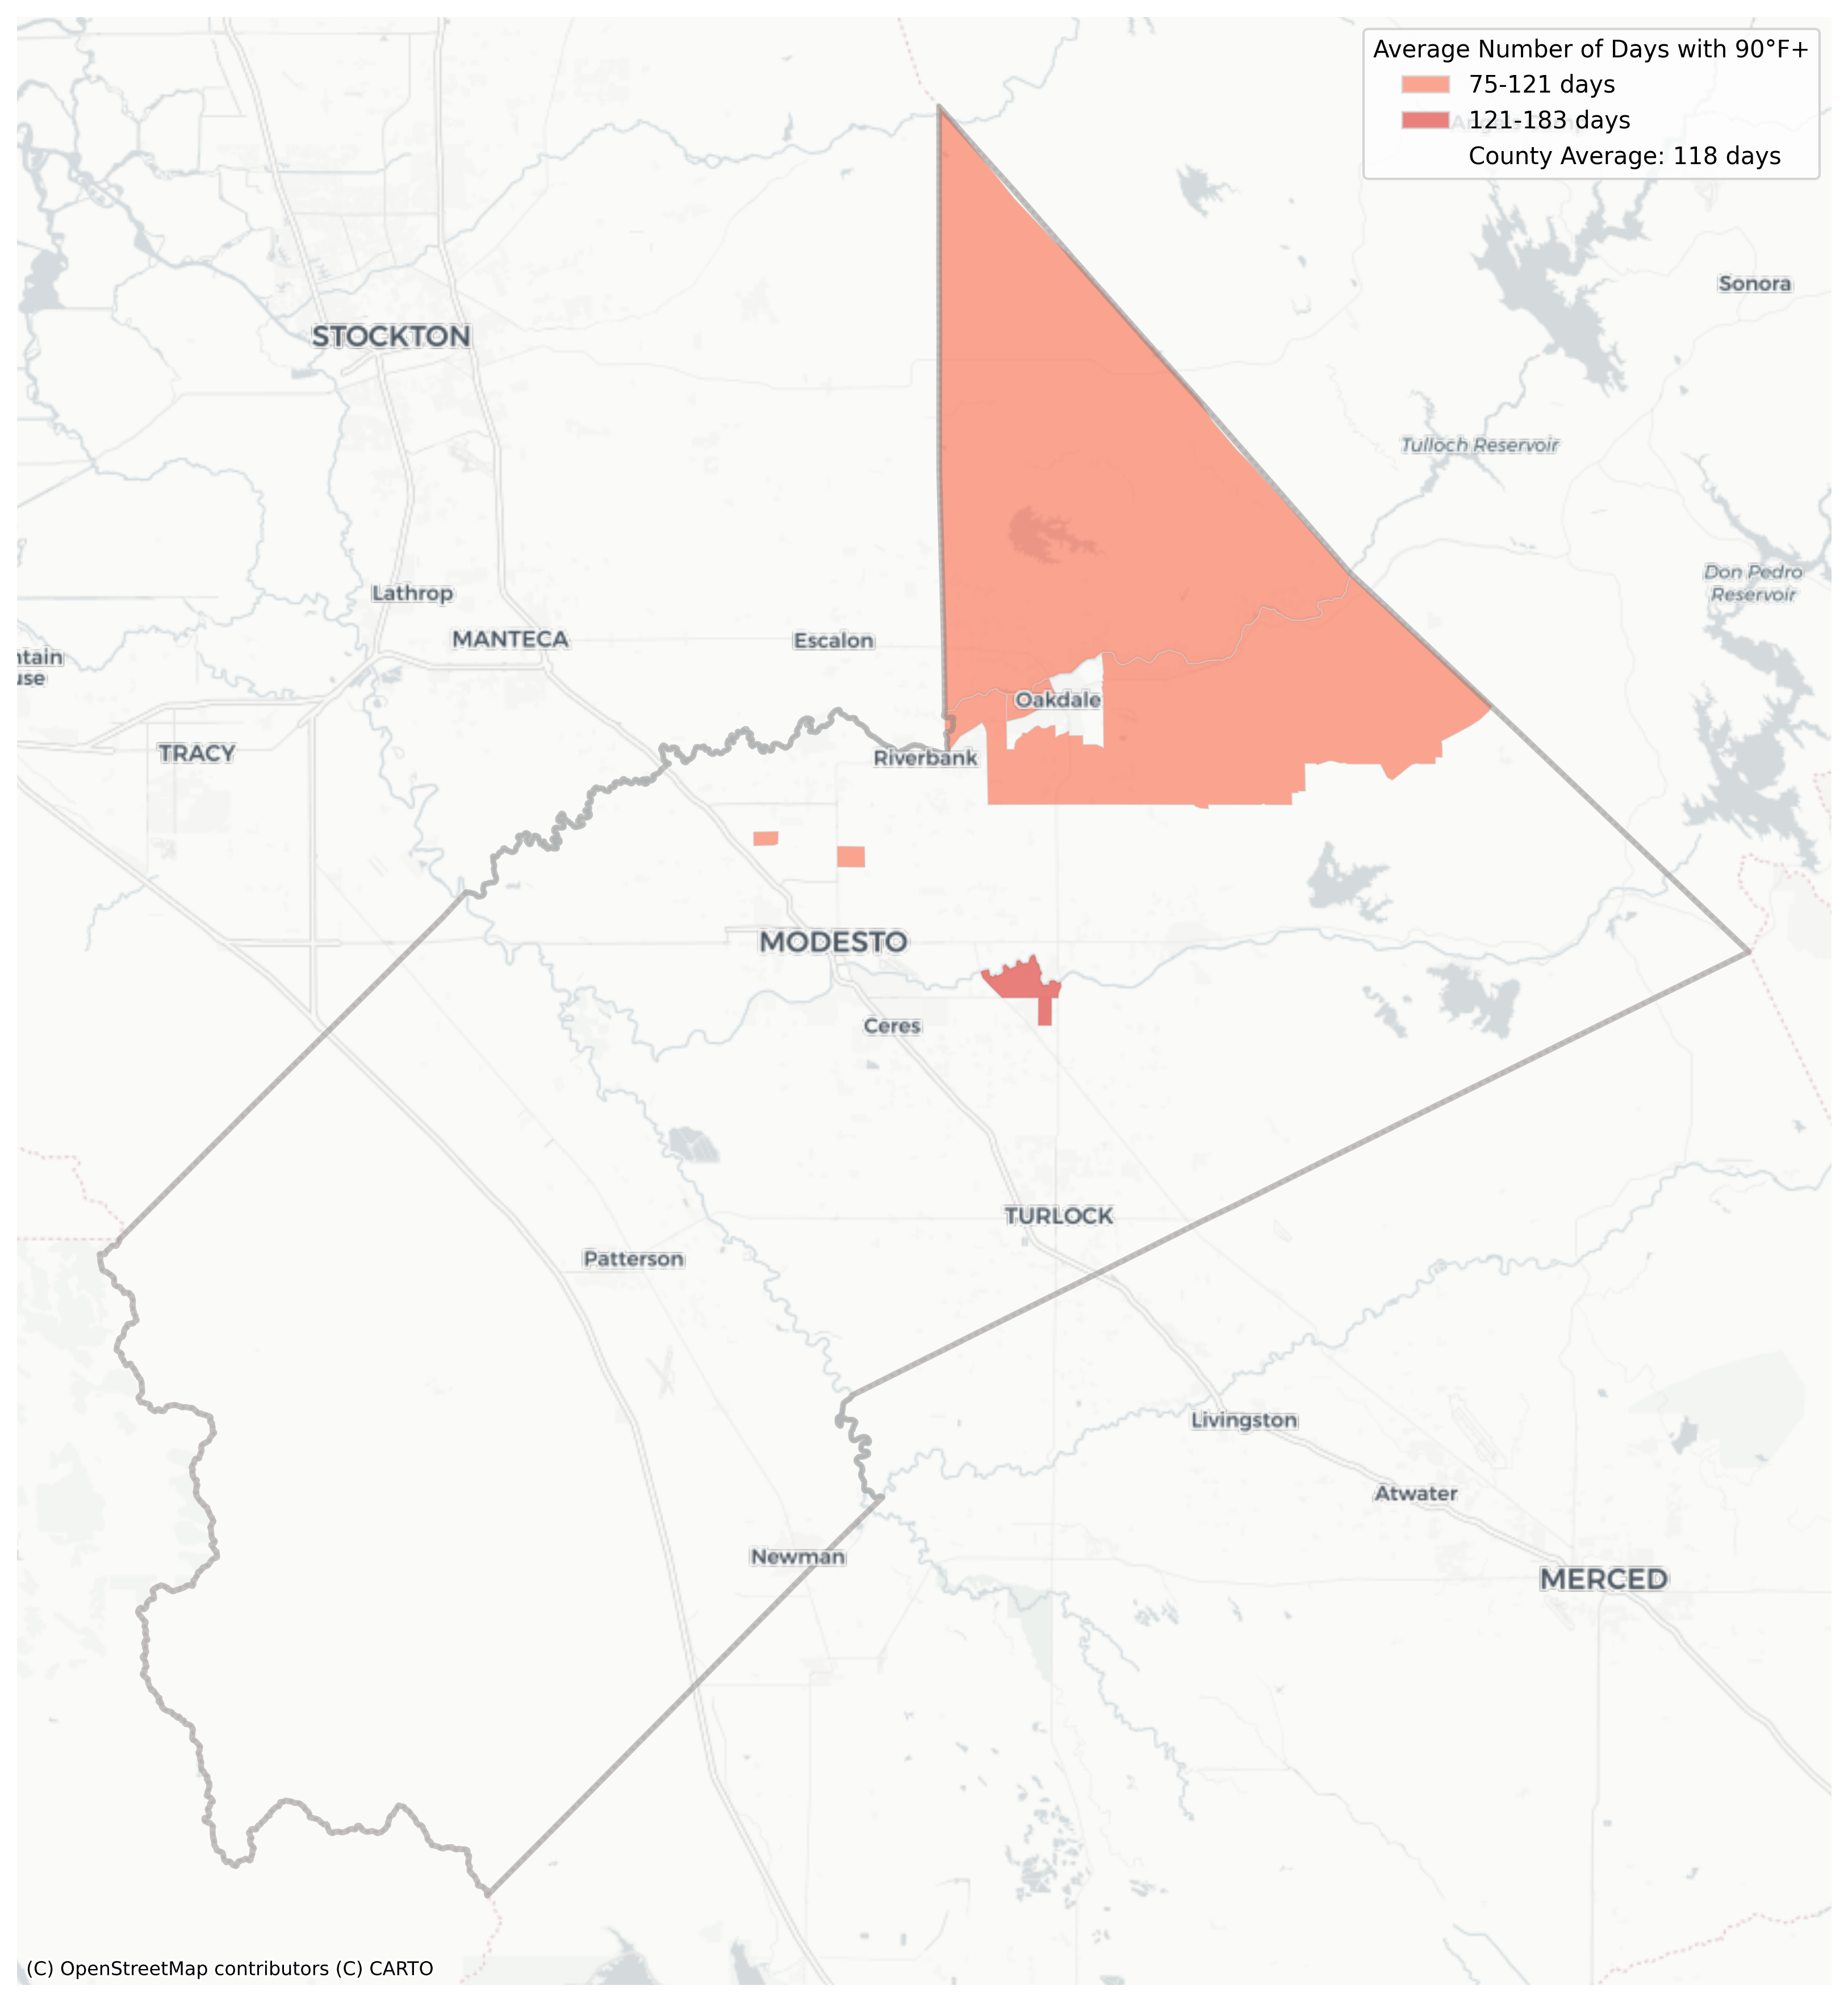 Average Number of Days with 90°F+
75-121 days
121-183 days
County Average: 118 days
Sonora
STOCKTON
Tulloch Reservoir
Don Pedro
Reservoir
Lathrop
MANTECA
Escalon
ntain
use
Oakdale
TRACY
Riverbank
MODESTO
Ceres
TURLOCK
Patterson
Livingston
Atwater
Newman
MERCED
(C) OpenStreetMap contributors (C) CARTO